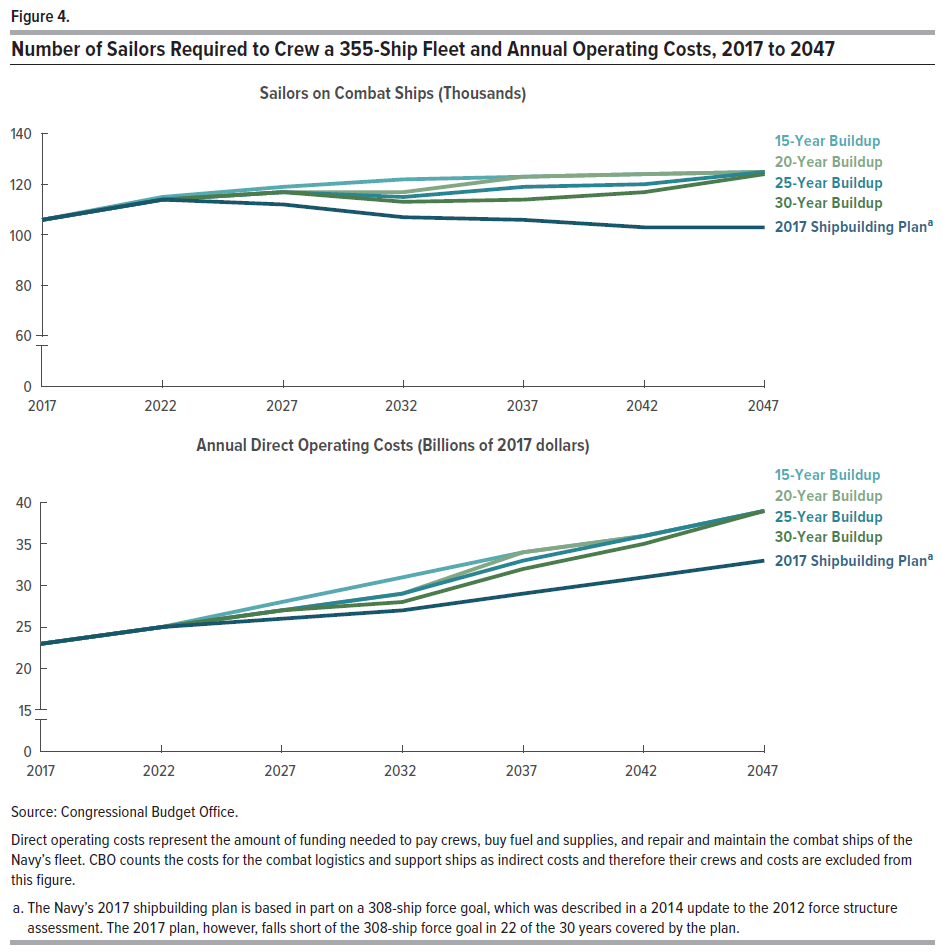 Figure 4.
Number of Sailors Required to Crew a 355-Ship Fleet and Annual Operating Costs, 2017 to 2047
Sailors on Combat Ships (Thousands)
140
120
100
80
60
0
2017 2022 2027 2032 2037 2042 2047
15-Year Buildup
20-Year Buildup
25-Year Buildup
30-Year Buildup
2017 Shipbuilding Planᵃ
Annual Direct Operating Costs (Billions of 2017 dollars)
40
35
30
25
20
15
0
2017 2022 2027 2032 2037 2042 2047
15-Year Buildup
20-Year Buildup
25-Year Buildup
30-Year Buildup
2017 Shipbuilding Planᵃ
Source: Congressional Budget Office.
Direct operating costs represent the amount of funding needed to pay crews, buy fuel and supplies, and repair and maintain the combat ships of the
Navy's fleet. CBO counts the costs for the combat logistics and support ships as indirect costs and therefore their crews and costs are excluded from
this figure.
a. The Navy's 2017 shipbuilding plan is based in part on a 308-ship force goal, which was described in a 2014 update to the 2012 force structure
assessment. The 2017 plan, however, falls short of the 308-ship force goal in 22 of the 30 years covered by the plan.